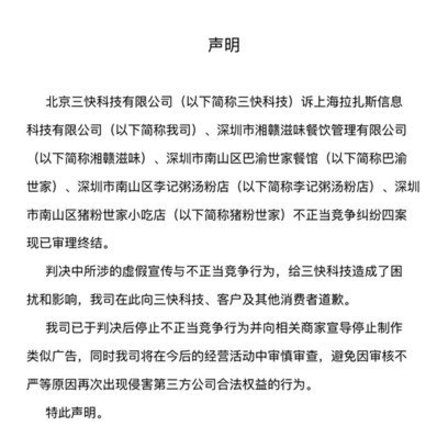 声明
北京三快科技有限公司（以下简称三快科技）诉上海拉扎斯信息
科技有限公司（以下简称我司）、深圳市湘赣滋味餐饮管理有限公司
（以下简称湘赣滋味）、深圳市南山区巴渝世家餐馆（以下简称巴渝
世家）、深圳市南山区李记粥汤粉店（以下简称李记粥汤粉店）、深圳
市南山区猪粉世家小吃店（以下简称猪粉世家）不正当竞争纠纷四案
现已审理终结。
判决中所涉的虚假宣传与不正当竞争行为，给三快科技造成了困
扰和影响，我司在此向三快科技、客户及其他消费者道歉。
我司已于判决后停止不正当竞争行为并向相关商家宣导停止制作
类似广告，同时我司将在今后的经营活动中审慎审查，避免因审核不
严等原因再次出现侵害第三方公司合法权益的行为。
特此声明。